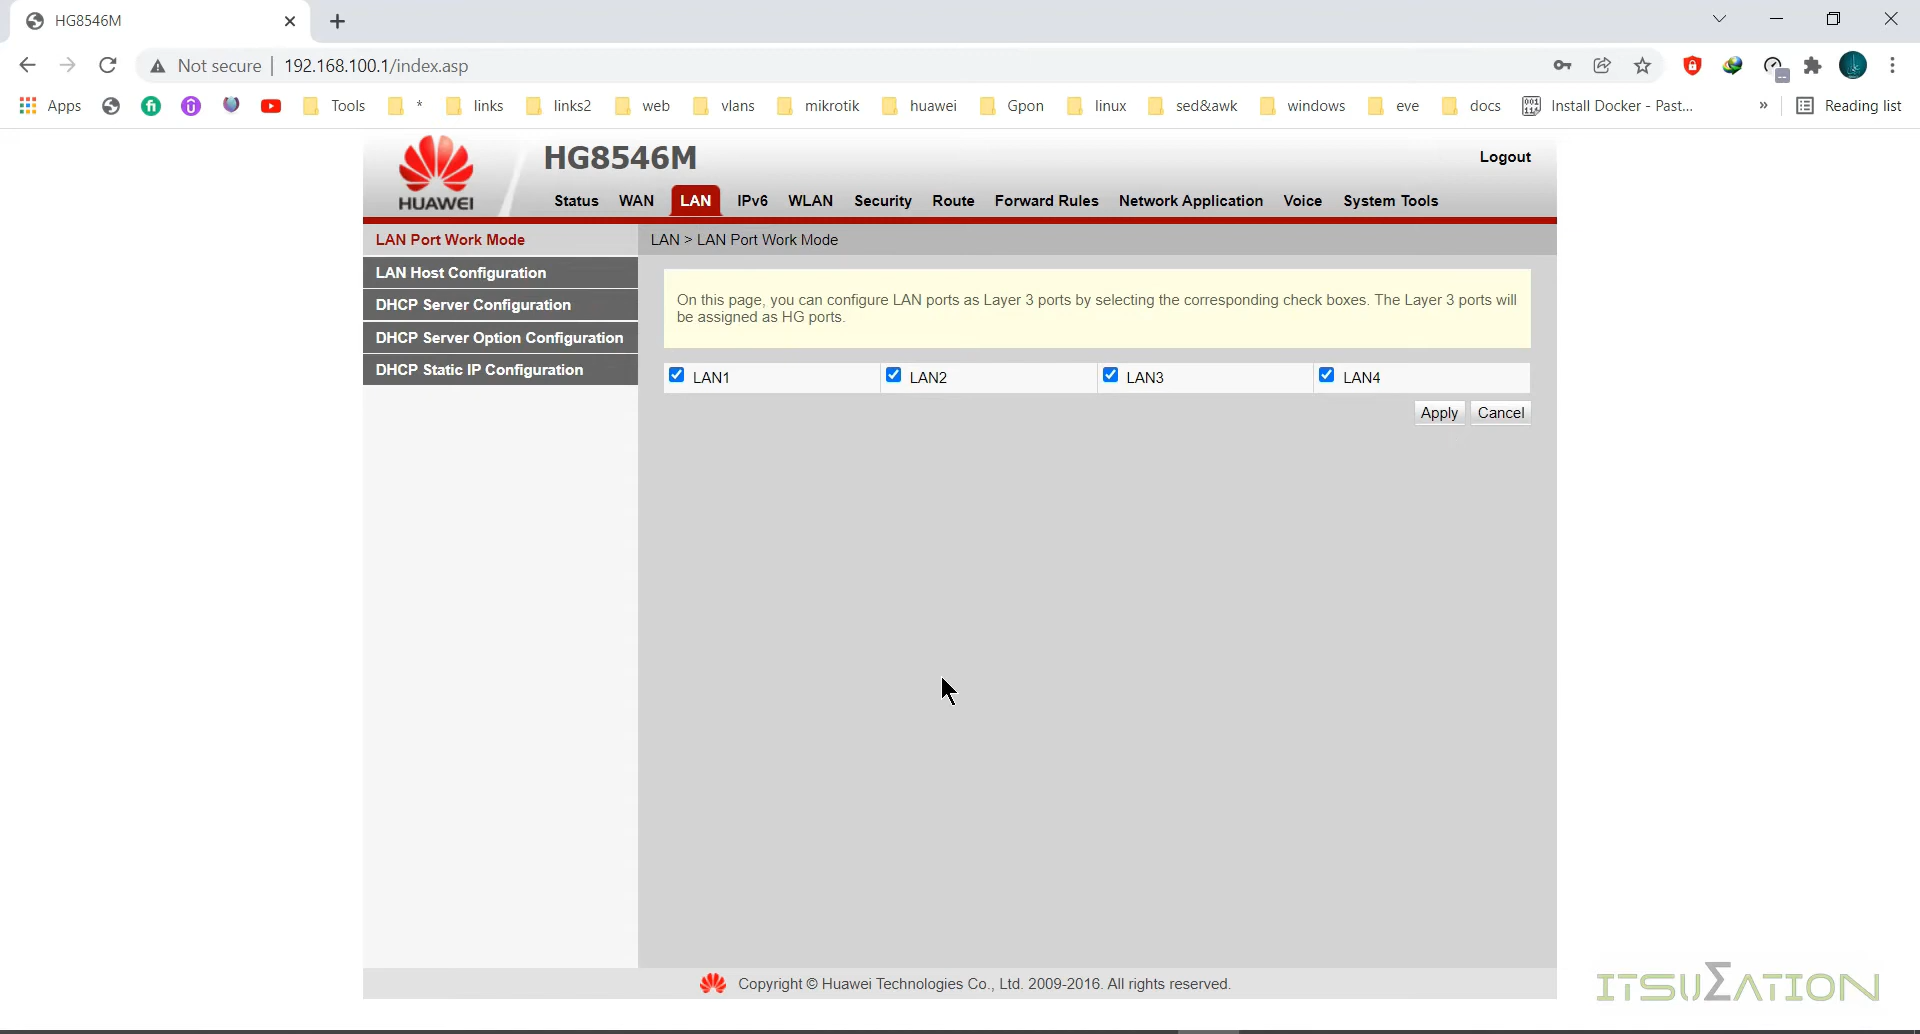 HG8546M
Not secure | 192.168.100.1/index.asp
Apps Tools * links links2 web vlans mikrotik huawei Gpon linux sed&awk windows eve docs Install Docker - Past... » Reading list
HUAWEI
HG8546M
Logout
Status WAN LAN IPv6 WLAN Security Route Forward Rules Network Application Voice System Tools
LAN Port Work Mode
LAN Host Configuration
DHCP Server Configuration
DHCP Server Option Configuration
DHCP Static IP Configuration
LAN > LAN Port Work Mode
On this page, you can configure LAN ports as Layer 3 ports by selecting the corresponding check boxes. The Layer 3 ports will
be assigned as HG ports.
LAN1 LAN2 LAN3 LAN4
Apply Cancel
Copyright © Huawei Technologies Co., Ltd. 2009-2016. All rights reserved.
ITSUΣATION